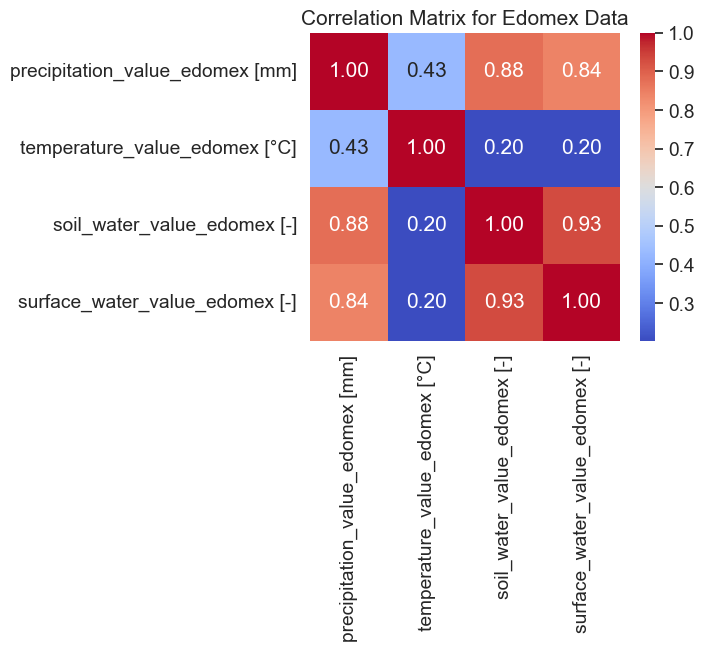 Correlation Matrix for Edomex Data
precipitation_value_edomex [mm]
1.00 0.43 0.88 0.84
temperature_value_edomex [°C]
0.43 1.00 0.20 0.20
soil_water_value_edomex [-]
0.88 0.20 1.00 0.93
surface_water_value_edomex [-]
0.84 0.20 0.93 1.00
precipitation_value_edomex [mm]
temperature_value_edomex [°C]
soil_water_value_edomex [-]
surface_water_value_edomex [-]
1.0
0.9
0.8
0.7
0.6
0.5
0.4
0.3